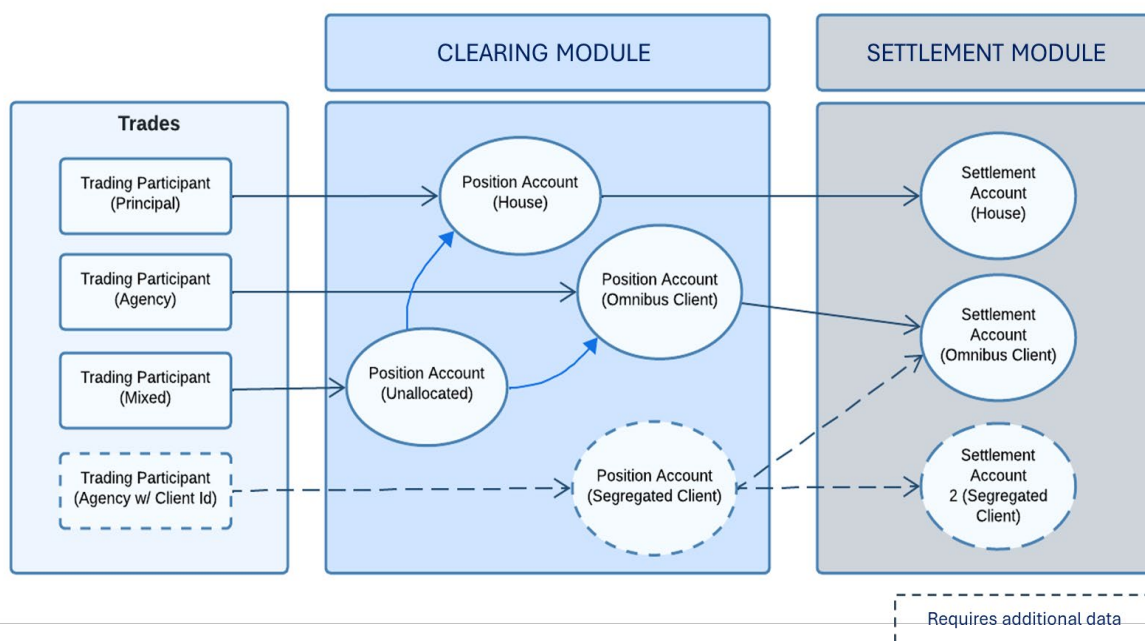 CLEARING MODULE
SETTLEMENT MODULE
Trades
Trading Participant
(Principal)
Trading Participant
(Agency)
Trading Participant
(Mixed)
Trading Participant
(Agency w/ Client Id)
Position Account
(House)
Position Account
(Omnibus Client)
Position Account
(Unallocated)
Position Account
(Segregated Client)
Settlement
Account
(House)
Settlement
Account
(Omnibus Client)
Settlement
Account
2 (Segregated
Client)
Requires additional data